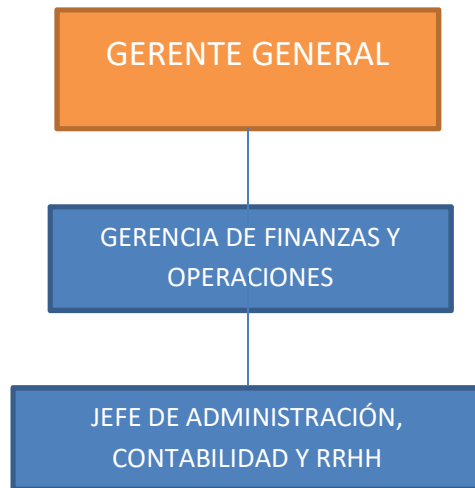 GERENTE GENERAL
GERENCIA DE FINANZAS Y
OPERACIONES
JEFE DE ADMINISTRACIÓN,
CONTABILIDAD Y RRHH